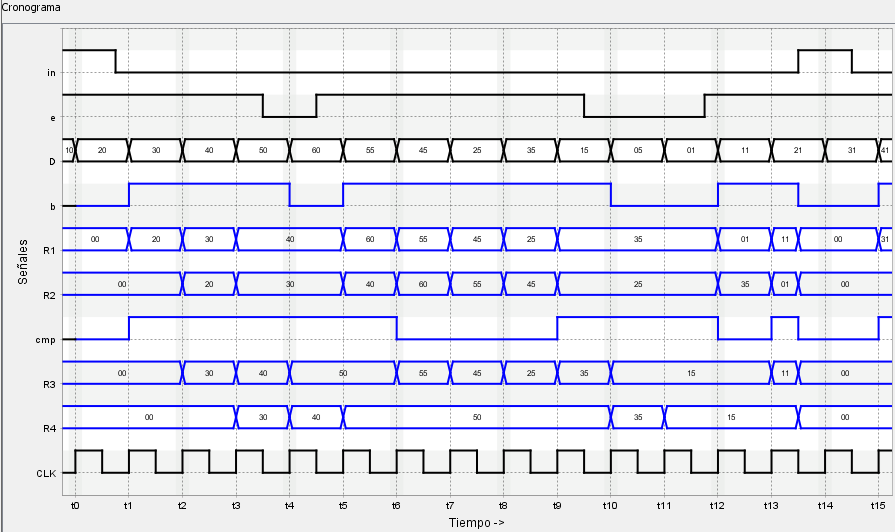 Cronograma
Señales
in
e
D 10 20 30 40 50 60 55 45 25 35 15 05 01 11 21 31 41
b
R1 00 20 30 40 60 55 45 25 35 01 11 00 31
R2 00 20 30 40 60 55 45 25 35 01 00
cmp
R3 00 30 40 50 55 45 25 35 15 11 00
R4 00 30 40 50 35 15 00
CLK
t0 t1 t2 t3 t4 t5 t6 t7 t8 t9 t10 t11 t12 t13 t14 t15
Tiempo ->